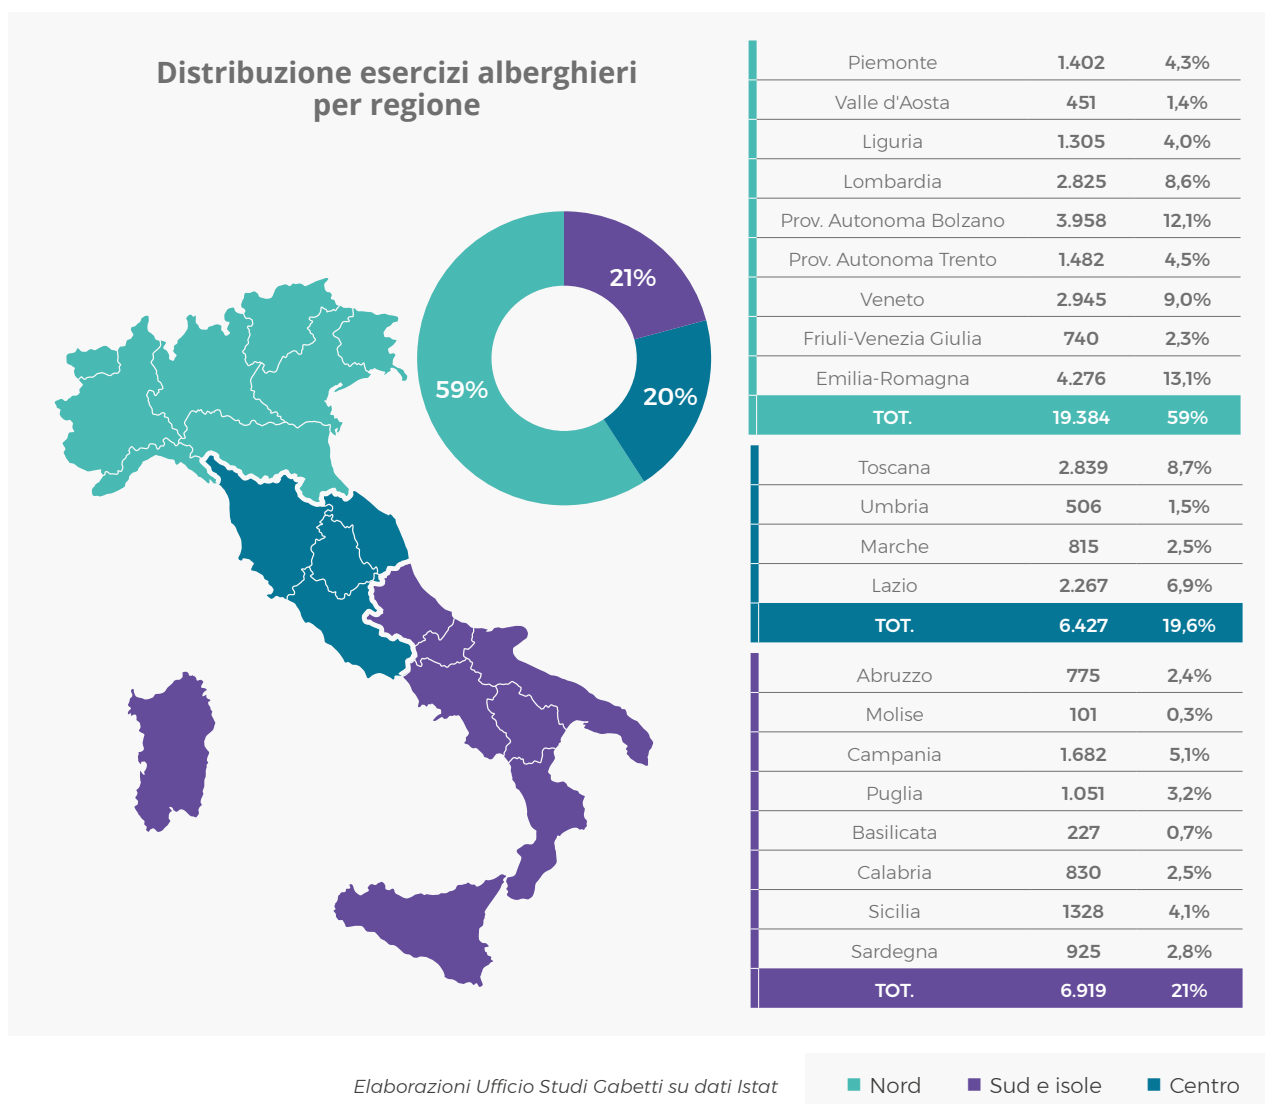 Distribuzione esercizi alberghieri
per regione
21%
20%
59%
Piemonte 1.402 4,3%
Valle d'Aosta 451 1,4%
Liguria 1.305 4,0%
Lombardia 2.825 8,6%
Prov. Autonoma Bolzano 3.958 12,1%
Prov. Autonoma Trento 1.482 4,5%
Veneto 2.945 9,0%
Friuli-Venezia Giulia 740 2,3%
Emilia-Romagna 4.276 13,1%
TOT. 19.384 59%
Toscana 2.839 8,7%
Umbria 506 1,5%
Marche 815 2,5%
Lazio 2.267 6,9%
TOT. 6.427 19,6%
Abruzzo 775 2,4%
Molise 101 0,3%
Campania 1.682 5,1%
Puglia 1.051 3,2%
Basilicata 227 0,7%
Calabria 830 2,5%
Sicilia 1328 4,1%
Sardegna 925 2,8%
TOT. 6.919 21%
Elaborazioni Ufficio Studi Gabetti su dati Istat
Nord Sud e isole Centro